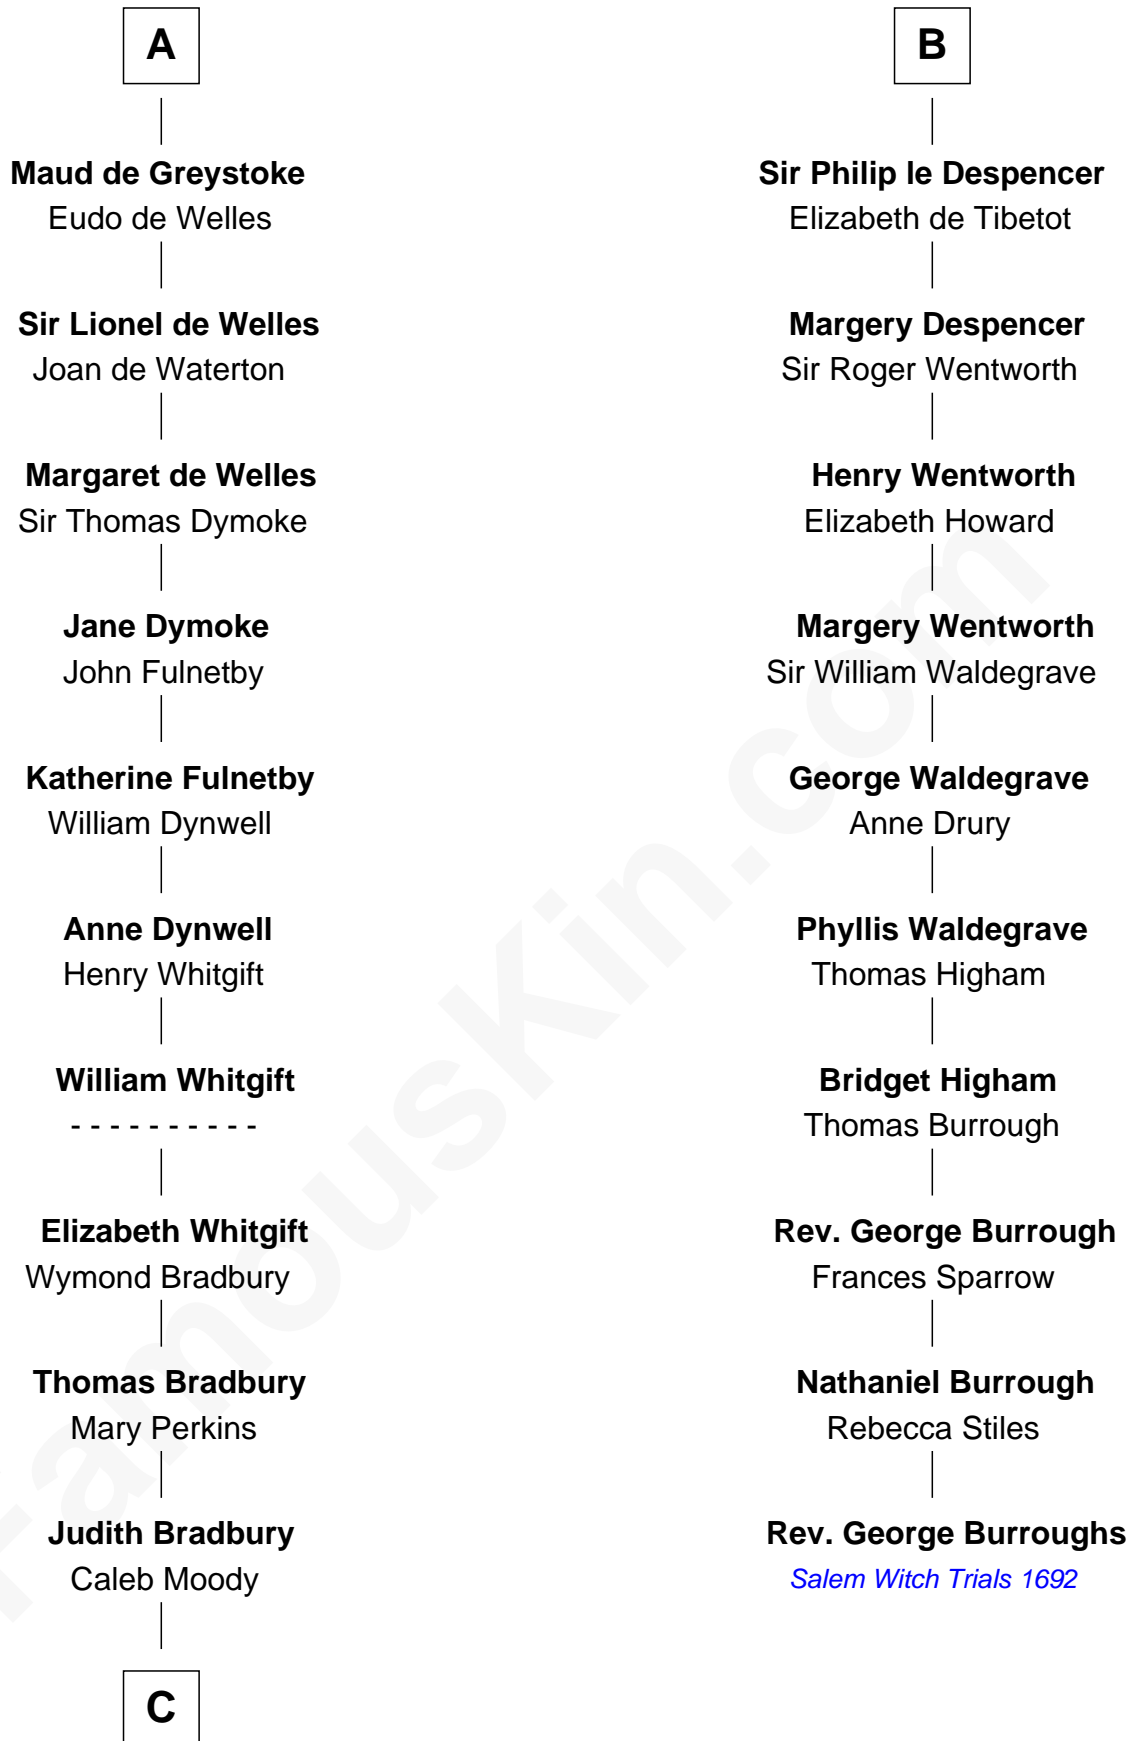 A
Maud de Greystoke
Eudo de Welles
Sir Lionel de Welles
Joan de Waterton
Margaret de Welles
Sir Thomas Dymoke
Jane Dymoke
John Fulnetby
Katherine Fulnetby
William Dynwell
Anne Dynwell
Henry Whitgift
William Whitgift
- - - - - - - - - -
Elizabeth Whitgift
Wymond Bradbury
Thomas Bradbury
Mary Perkins
Judith Bradbury
Caleb Moody
C
B
Sir Philip le Despencer
Elizabeth de Tibetot
Margery Despencer
Sir Roger Wentworth
Henry Wentworth
Elizabeth Howard
Margery Wentworth
Sir William Waldegrave
George Waldegrave
Anne Drury
Phyllis Waldegrave
Thomas Higham
Bridget Higham
Thomas Burrough
Rev. George Burrough
Frances Sparrow
Nathaniel Burrough
Rebecca Stiles
Rev. George Burroughs
Salem Witch Trials 1692
FamousKin.com